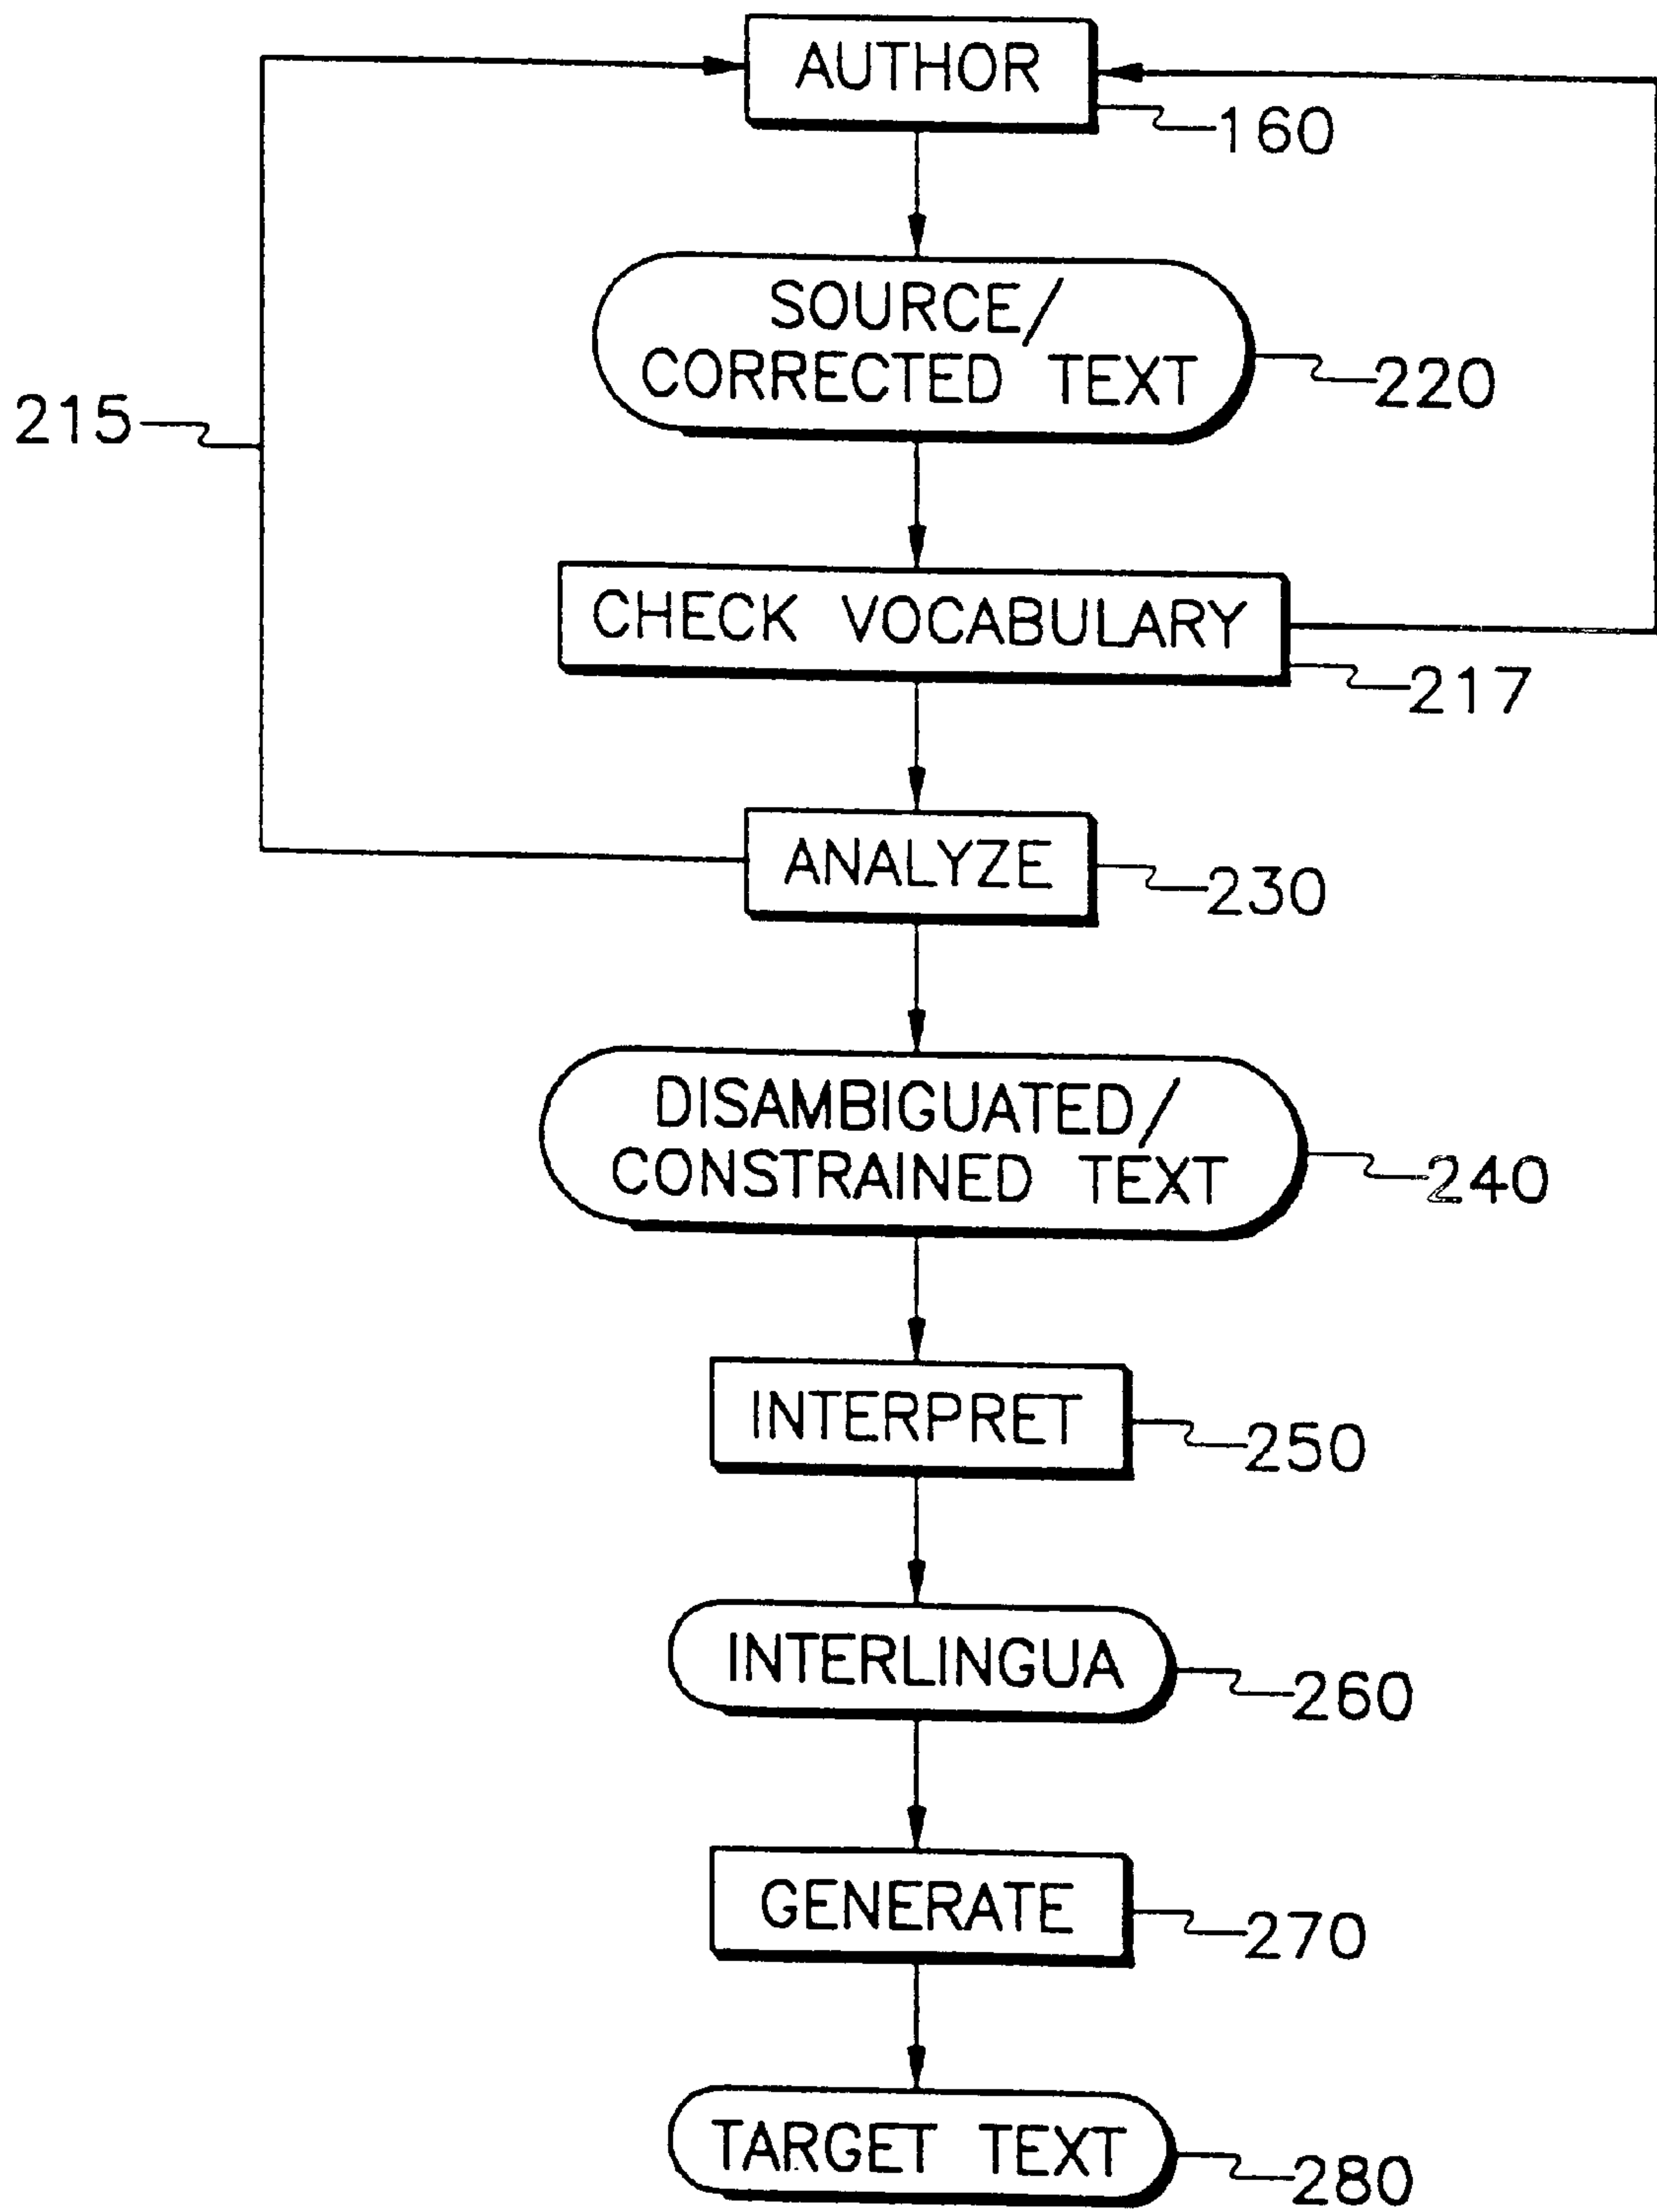 AUTHOR
160
SOURCE/
CORRECTED TEXT
220
215
CHECK VOCABULARY
217
ANALYZE
230
DISAMBIGUATED/
CONSTRAINED TEXT
240
INTERPRET
250
INTERLINGUA
260
GENERATE
270
TARGET TEXT
280